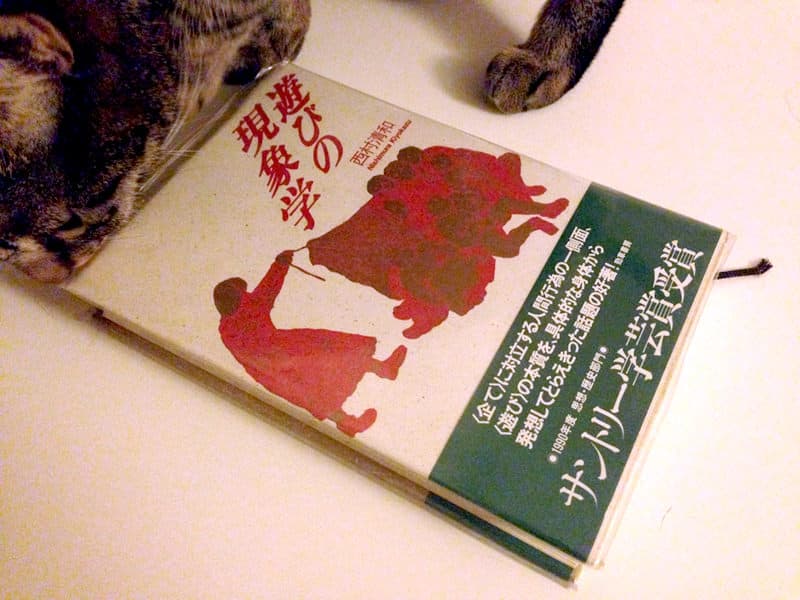 遊びの
現象学
西村清和
Nishimura Kiyokazu
〈企て〉に対立する人間行為の一側面、
〈遊び〉の本質を、具体的な身体から
発想してとらえきった話題の好著! 勁草書房
●1990年度 思想・歴史部門●
サントリー学芸賞受賞